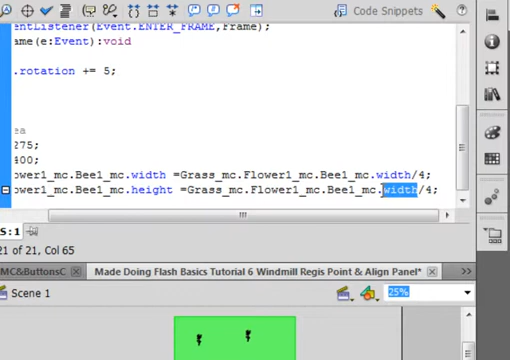 Code Snippets
entListener(Event.ENTER_FRAME,Frame);
ame(e:Event):void
.rotation += 5;
ea
275;
400;
ower1_mc.Bee1_mc.width =Grass_mc.Flower1_mc.Bee1_mc.width/4;
ower1_mc.Bee1_mc.height =Grass_mc.Flower1_mc.Bee1_mc.width/4;
S:1
21 of 21, Col 65
MC&ButtonsC
Made Doing Flash Basics Tutorial 6 Windmill Regis Point & Align Panel*
Scene 1
25%